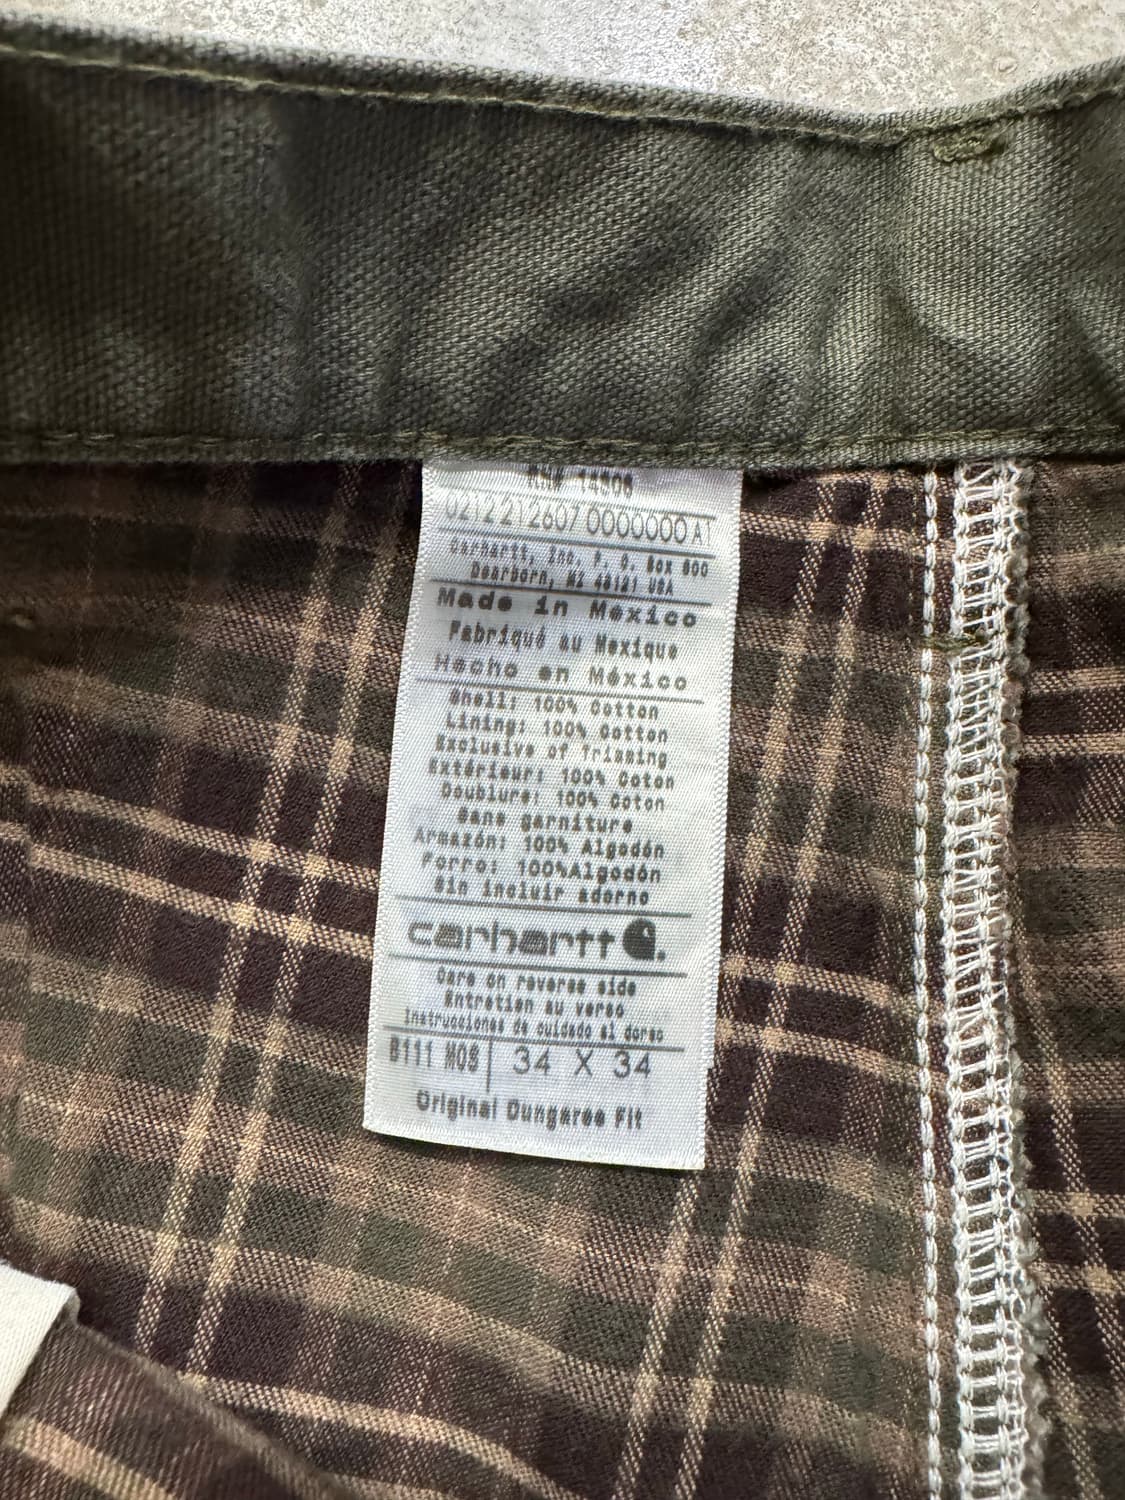 RN# 14806
0212212607 0000000 A1
Carhartt, Inc. P. O. Box 600
Dearborn, MI 48121 USA
Made in Mexico
Fabriqué au Mexique
Hecho en México
Shell: 100% Cotton
Lining: 100% Cotton
Exclusive of Trimming
Extérieur: 100% Coton
Doublure: 100% Coton
Sans garniture
Armazón: 100% Algodón
Forro: 100%Algodón
Sin incluir adorno
carhartt
Care on reverse side
Entretien au verso
Instrucciones de cuidado al dorso
B111 MOS 34 X 34
Original Dungaree Fit